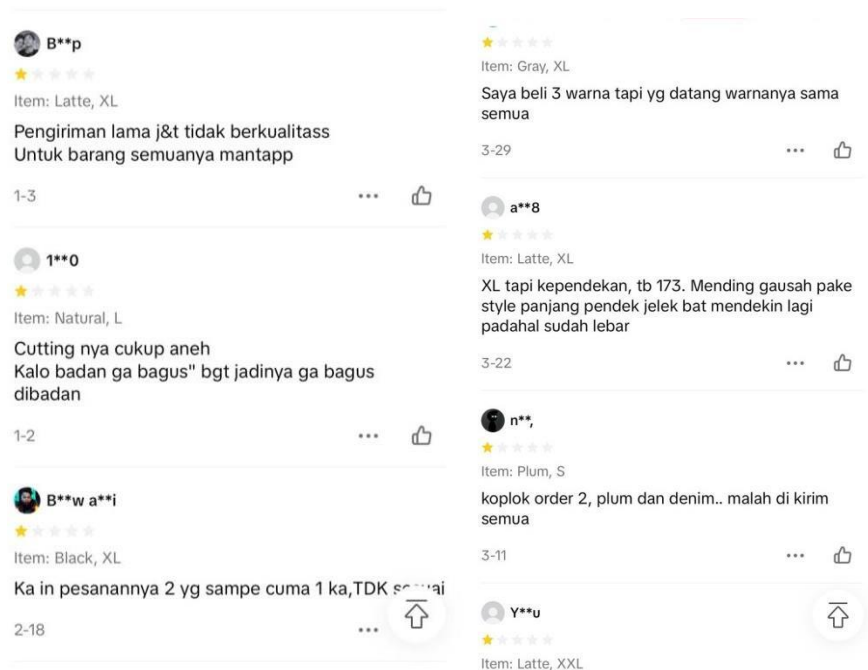 B**p
Item: Latte, XL
Pengiriman lama j&t tidak berkualitass
Untuk barang semuanya mantapp
1-3
1**0
Item: Natural, L
Cutting nya cukup aneh
Kalo badan ga bagus" bgt jadinya ga bagus
dibadan
1-2
B**w a**i
Item: Black, XL
Ka in pesanannya 2 yg sampe cuma 1 ka,TDK
2-18
Item: Gray, XL
Saya beli 3 warna tapi yg datang warnanya sama
semua
3-29
a**8
Item: Latte, XL
XL tapi kependekan, tb 173. Mending gausah pake
style panjang pendek jelek bat mendekin lagi
padahal sudah lebar
3-22
n**,
Item: Plum, S
koplok order 2, plum dan denim.. malah di kirim
semua
3-11
Y**u
Item: Latte, XXL